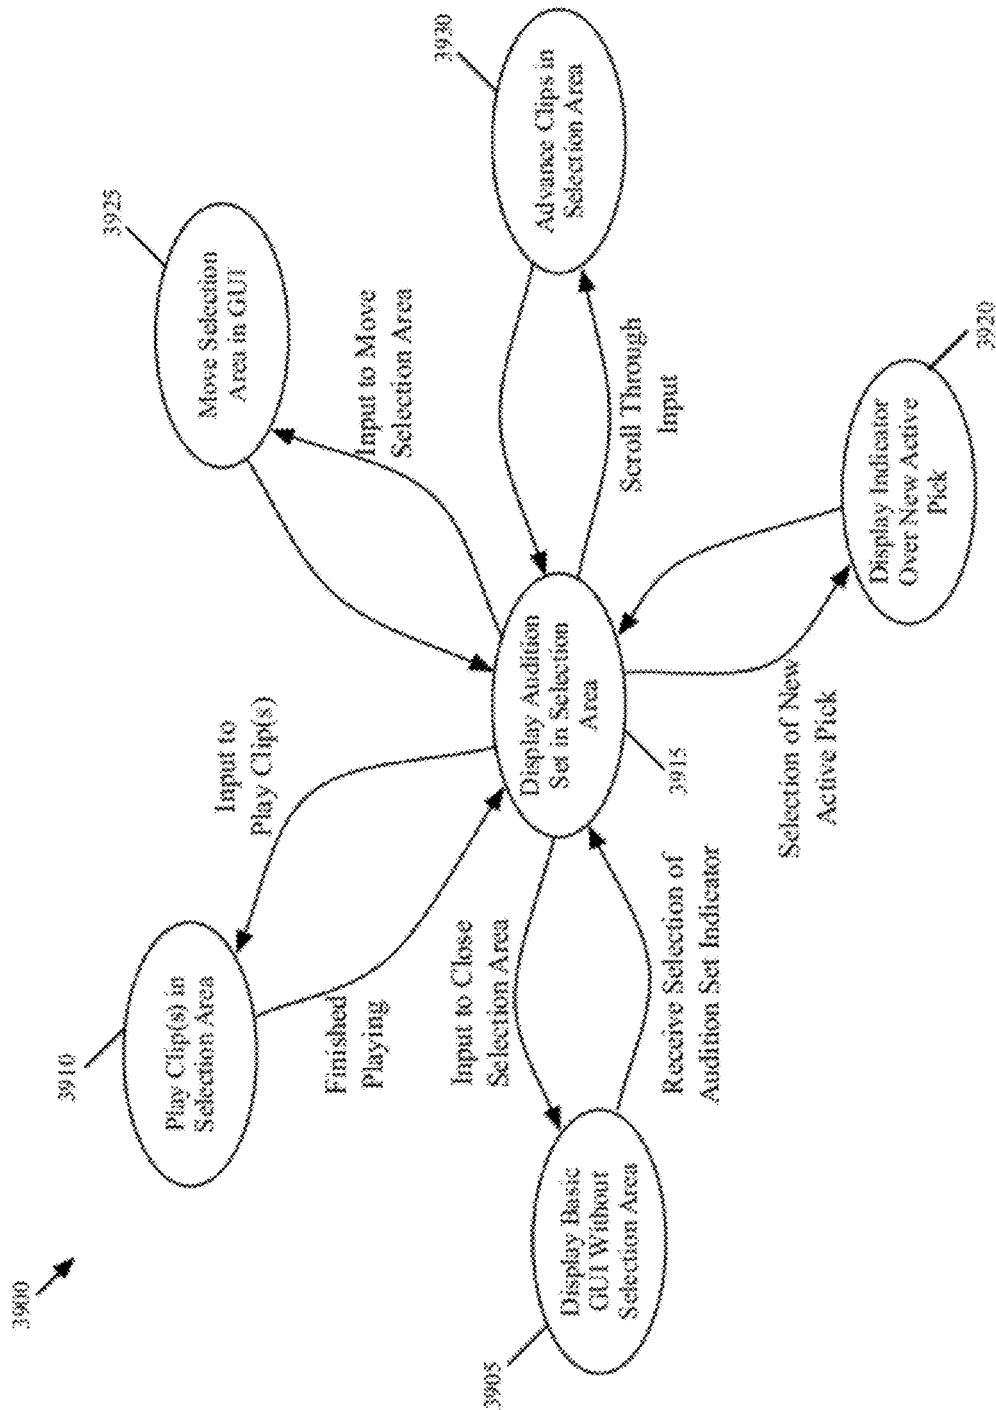 3900
3910
Play Clip(s) in
Selection Area
3925
Move Selection
Area in GUI
Input to
Play Clip(s)
Input to Move
Selection Area
Finished
Playing
3930
Advance Clips in
Selection Area
Input to Close
Selection Area
3905
Display Basic
GUI Without
Selection Area
Display Audition
Set in Selection
Area
3915
Scroll Through
Input
Receive Selection of
Audition Set Indicator
Selection of New
Active Pick
Display Indicator
Over New Active
Pick
3920